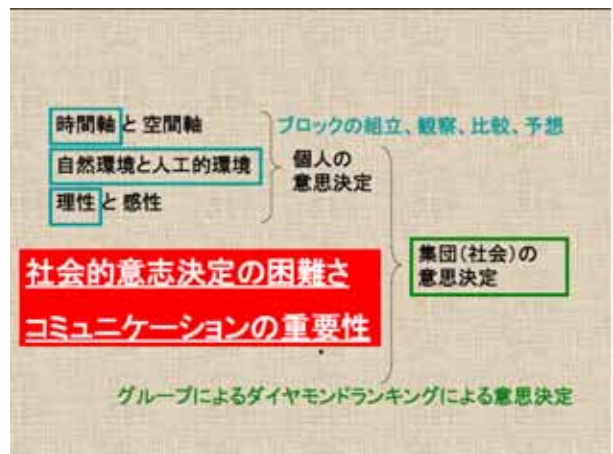 時間軸と空間軸
ブロックの組立、観察、比較、予想
自然環境と人工的環境
個人の
意思決定
理性と感性
集団(社会)の
意思決定
社会的意志決定の困難さ
コミュニケーションの重要性
グループによるダイヤモンドランキングによる意思決定